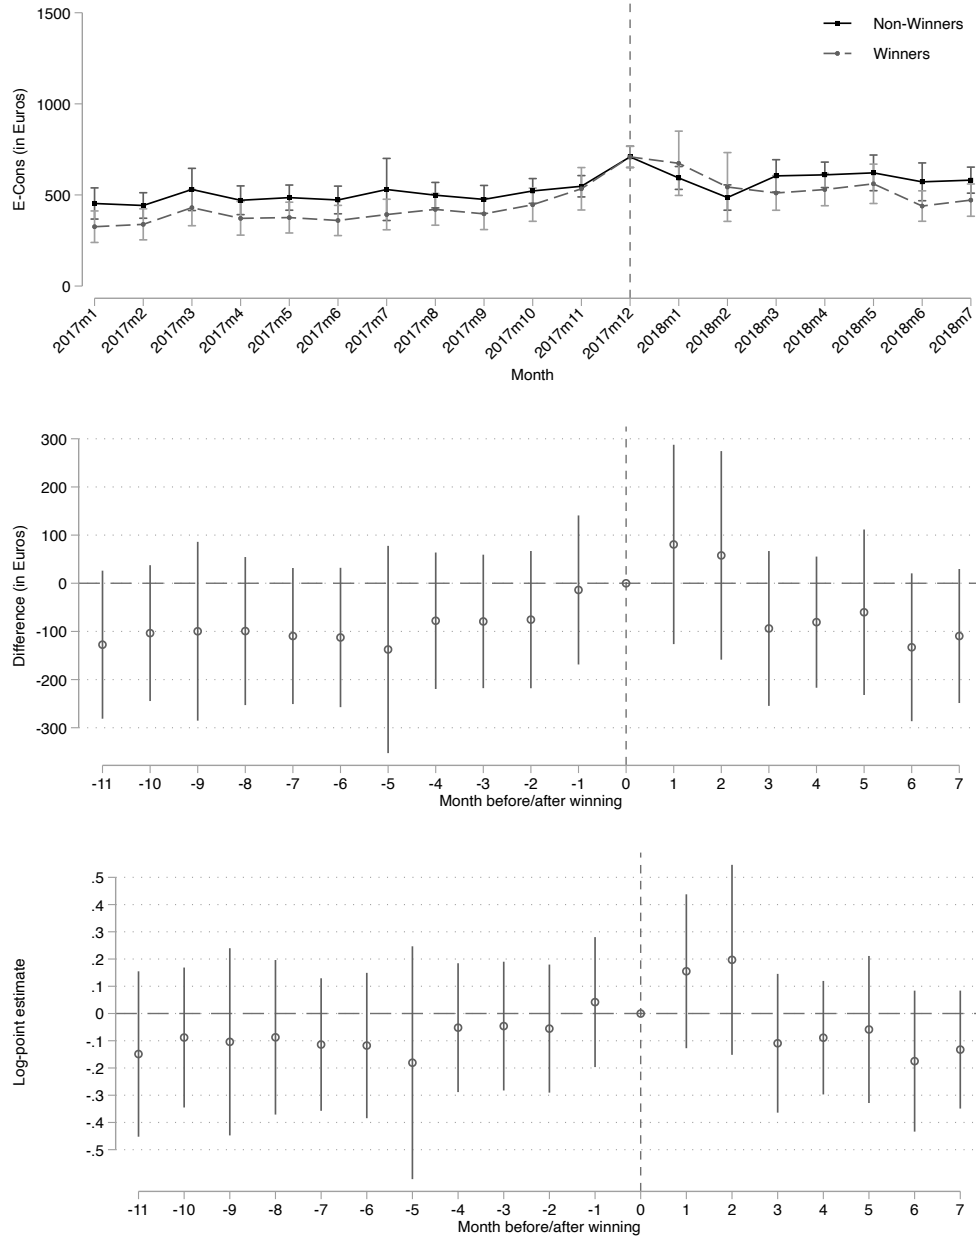 1500
1000
500
0
E-Cons (in Euros)
Non-Winners
Winners
2017m1 2017m2 2017m3 2017m4 2017m5 2017m6 2017m7 2017m8 2017m9 2017m10 2017m11 2017m12 2018m1 2018m2 2018m3 2018m4 2018m5 2018m6 2018m7
Month
300
200
100
0
-100
-200
-300
Difference (in Euros)
-11 -10 -9 -8 -7 -6 -5 -4 -3 -2 -1 0 1 2 3 4 5 6 7
Month before/after winning
.5
.4
.3
.2
.1
0
-.1
-.2
-.3
-.4
-.5
Log-point estimate
-11 -10 -9 -8 -7 -6 -5 -4 -3 -2 -1 0 1 2 3 4 5 6 7
Month before/after winning